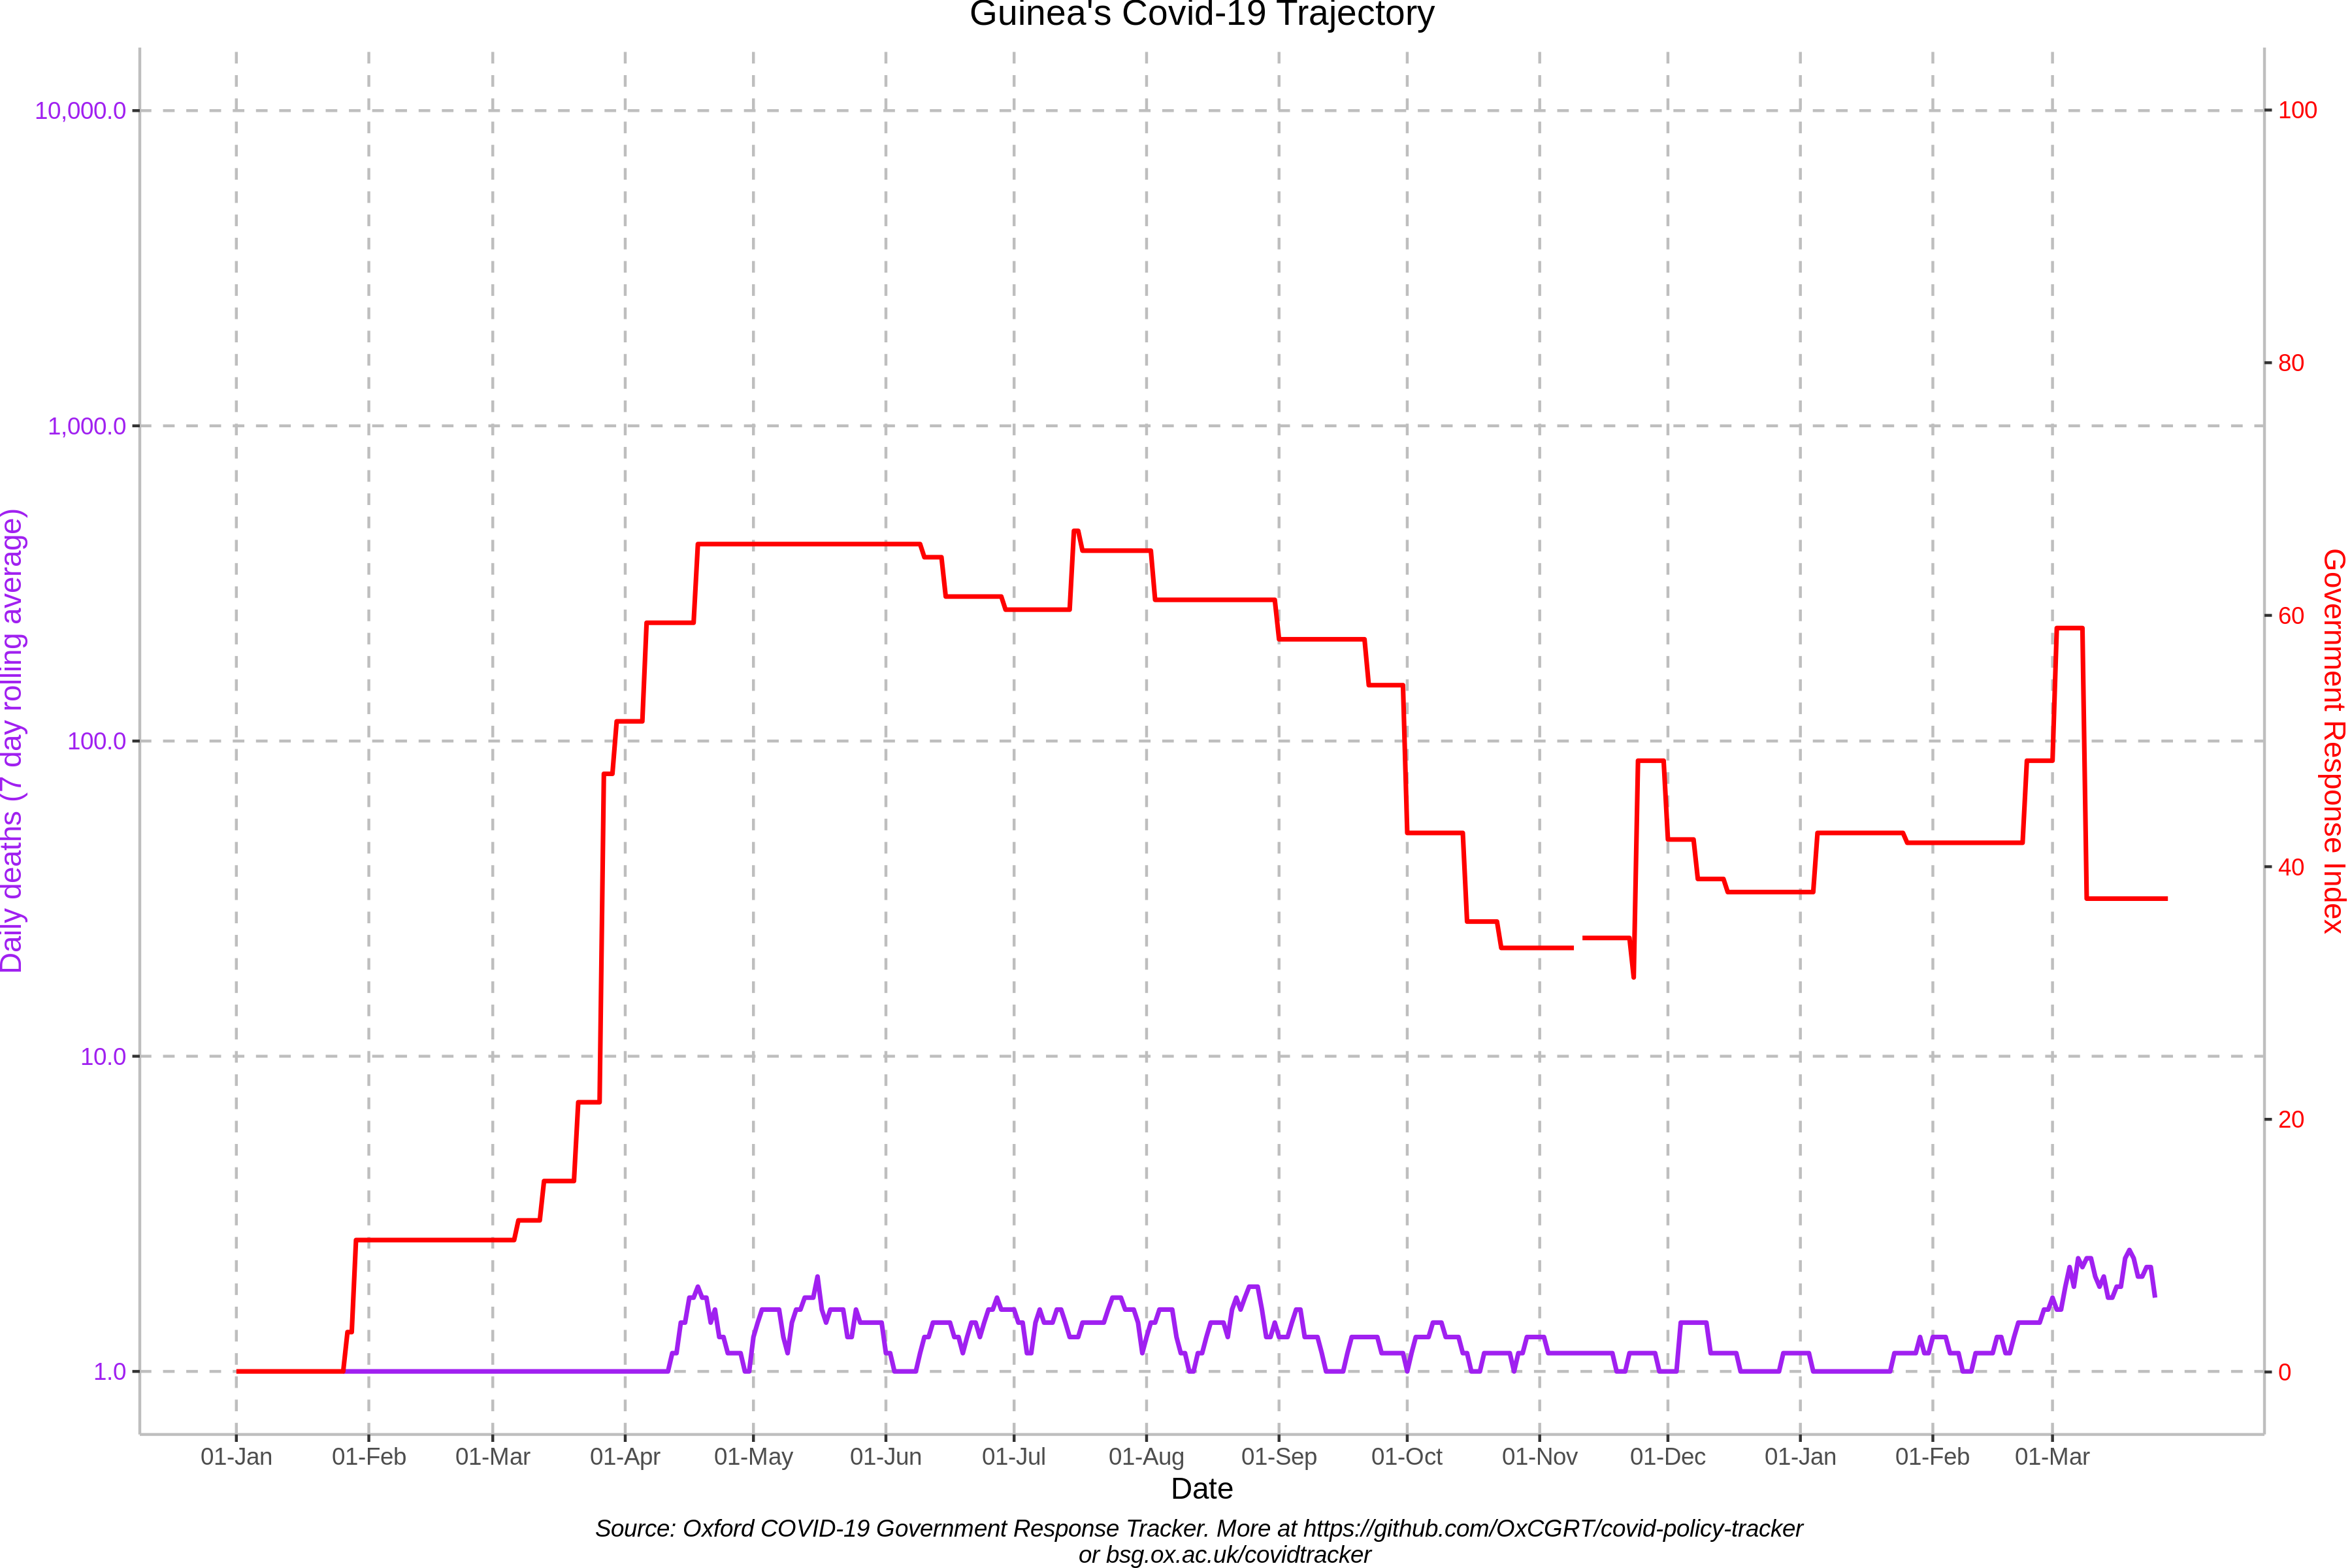 Guinea's Covid-19 Trajectory
Daily deaths (7 day rolling average)
10,000.0
1,000.0
100.0
10.0
1.0
100
80
60
40
20
0
Government Response Index
01-Jan 01-Feb 01-Mar 01-Apr 01-May 01-Jun 01-Jul 01-Aug 01-Sep 01-Oct 01-Nov 01-Dec 01-Jan 01-Feb 01-Mar
Date
Source: Oxford COVID-19 Government Response Tracker. More at https://github.com/OxCGRT/covid-policy-tracker
or bsg.ox.ac.uk/covidtracker